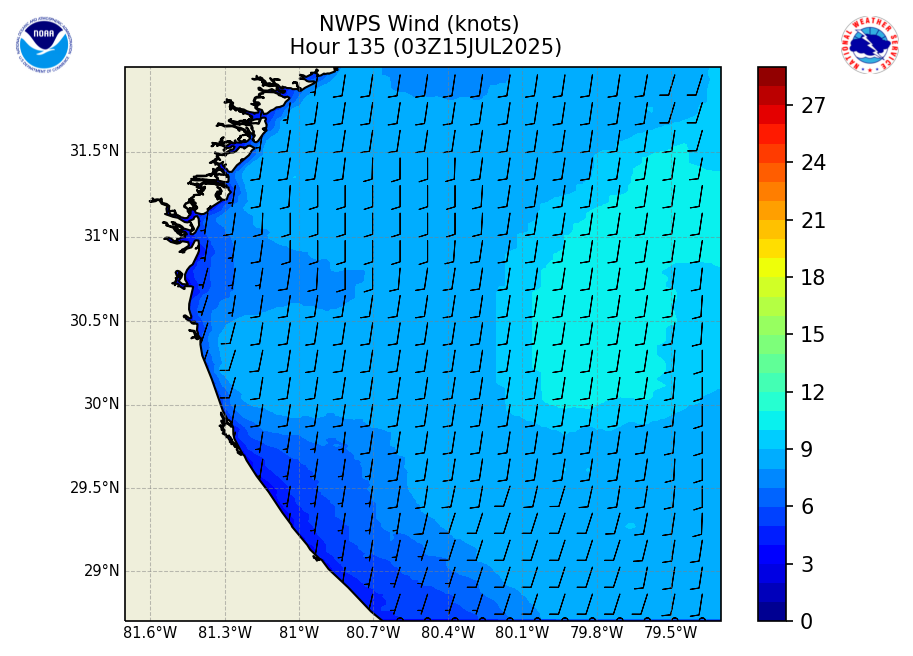 NWPS Wind (knots)
Hour 135 (03Z15JUL2025)
NOAA
NATIONAL WEATHER SERVICE
31.5°N
31°N
30.5°N
30°N
29.5°N
29°N
81.6°W 81.3°W 81°W 80.7°W 80.4°W 80.1°W 79.8°W 79.5°W
27
24
21
18
15
12
9
6
3
0